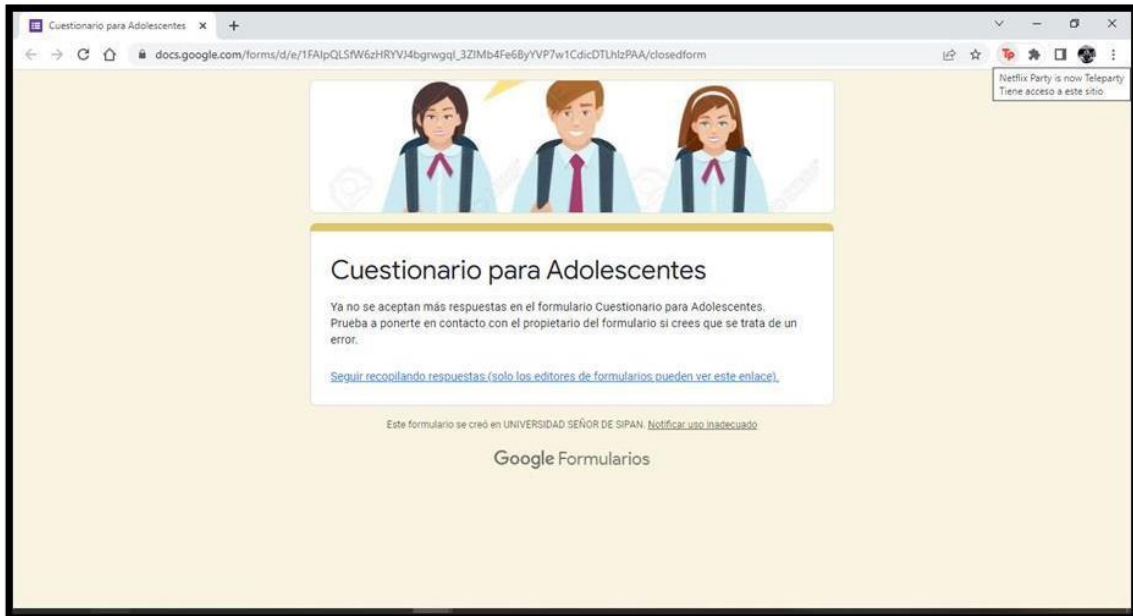 Cuestionario para Adolescentes
docs.google.com/forms/d/e/1FAIpQLSfW6zHRYVJ4bgrwgql_3ZIMb4Fe6ByYVP7w1CdicDTLhIzPAA/closedform
Tp
Netflix Party is now Teleparty
Tiene acceso a este sitio
Cuestionario para Adolescentes
Ya no se aceptan más respuestas en el formulario Cuestionario para Adolescentes.
Prueba a ponerte en contacto con el propietario del formulario si crees que se trata de un
error.
Seguir recopilando respuestas (solo los editores de formularios pueden ver este enlace).
Este formulario se creó en UNIVERSIDAD SEÑOR DE SIPAN. Notificar uso inadecuado
Google Formularios